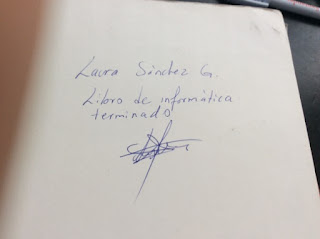 Laura Sánchez G.
Libro de informática
terminado